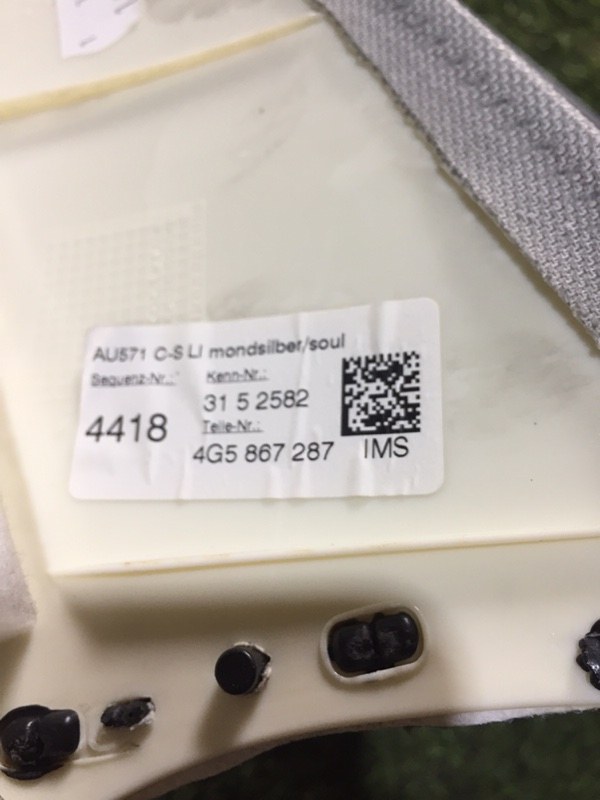 AU571 C-S LI mondsilber/soul
Sequenz-Nr.: Kenn-Nr.:
31 5 2582
4418
Teile-Nr.:
4G5 867 287 IMS